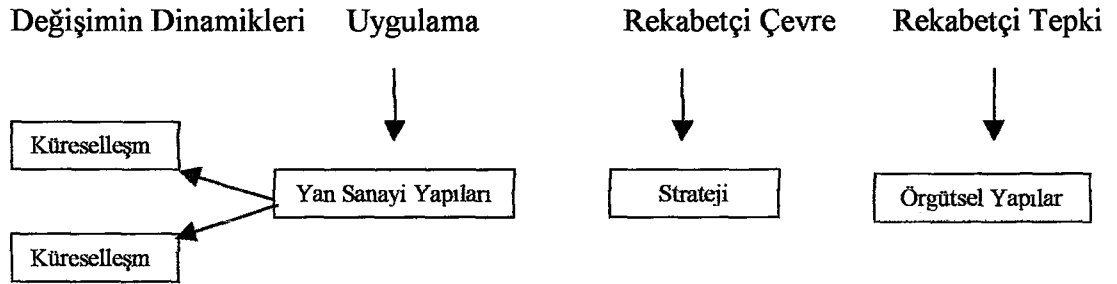 Değişimin Dinamikleri Uygulama Rekabetçi Çevre Rekabetçi Tepki
Küreselleşm
Yan Sanayi Yapıları Strateji Örgütsel Yapılar
Küreselleşm